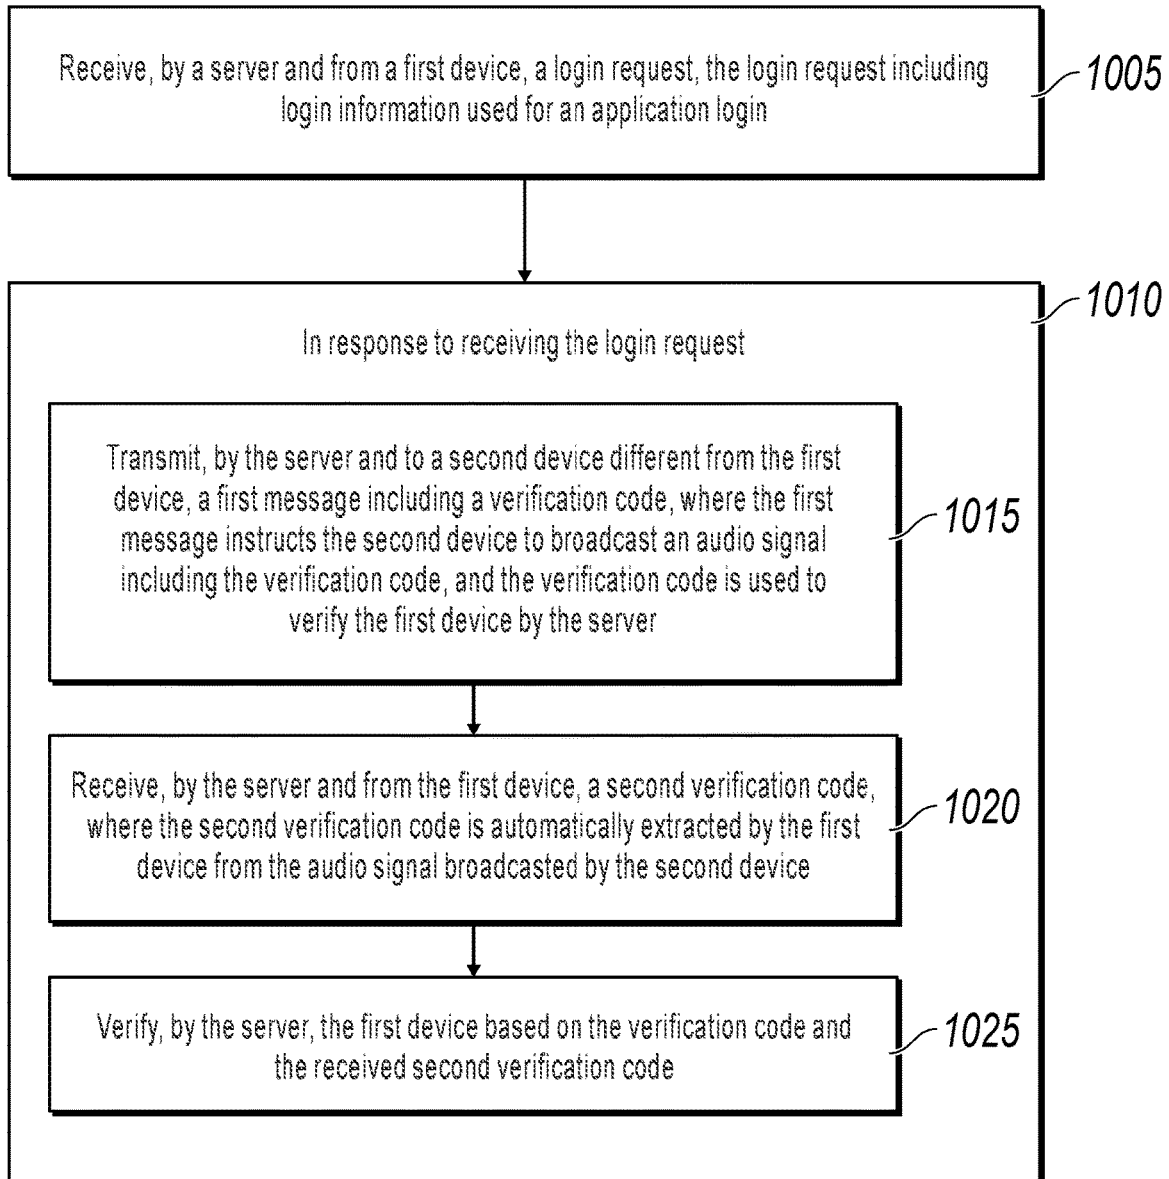 Receive, by a server and from a first device, a login request, the login request including
login information used for an application login
1005
1010
In response to receiving the login request
Transmit, by the server and to a second device different from the first
device, a first message including a verification code, where the first
message instructs the second device to broadcast an audio signal
including the verification code, and the verification code is used to
verify the first device by the server
1015
Receive, by the server and from the first device, a second verification code,
where the second verification code is automatically extracted by the first
device from the audio signal broadcasted by the second device
1020
Verify, by the server, the first device based on the verification code and
the received second verification code
1025